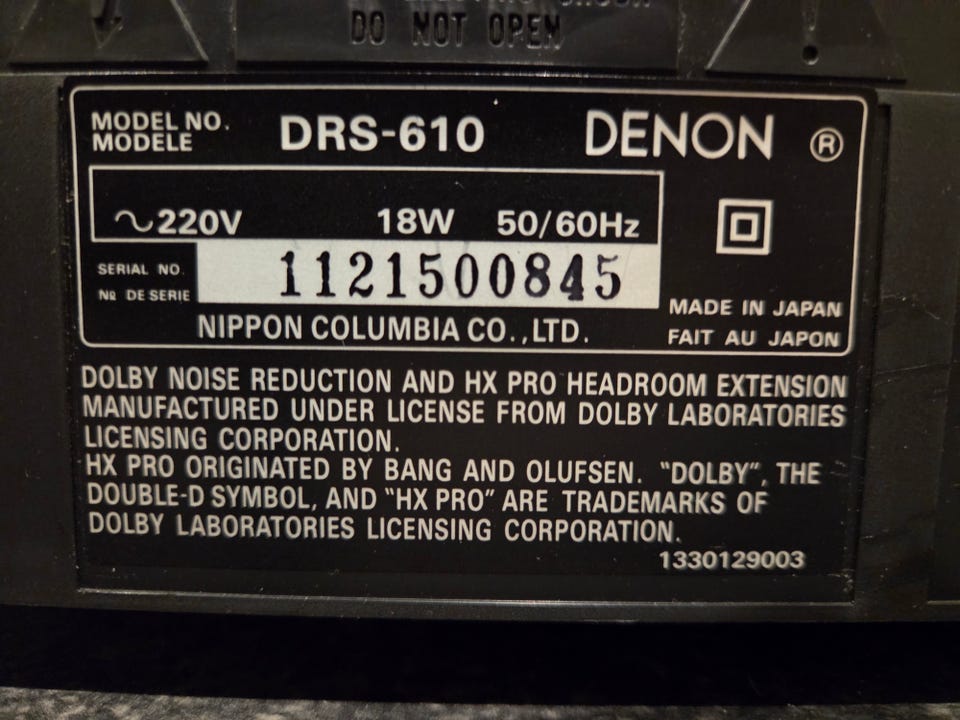 DO NOT OPEN
MODEL NO.
MODELE
DRS-610
DENON ®
~220V 18W 50/60Hz
SERIAL NO.
Nº DE SERIE
1121500845
MADE IN JAPAN
FAIT AU JAPON
NIPPON COLUMBIA CO.,LTD.
DOLBY NOISE REDUCTION AND HX PRO HEADROOM EXTENSION
MANUFACTURED UNDER LICENSE FROM DOLBY LABORATORIES
LICENSING CORPORATION.
HX PRO ORIGINATED BY BANG AND OLUFSEN. "DOLBY", THE
DOUBLE-D SYMBOL, AND "HX PRO" ARE TRADEMARKS OF
DOLBY LABORATORIES LICENSING CORPORATION.
1330129003